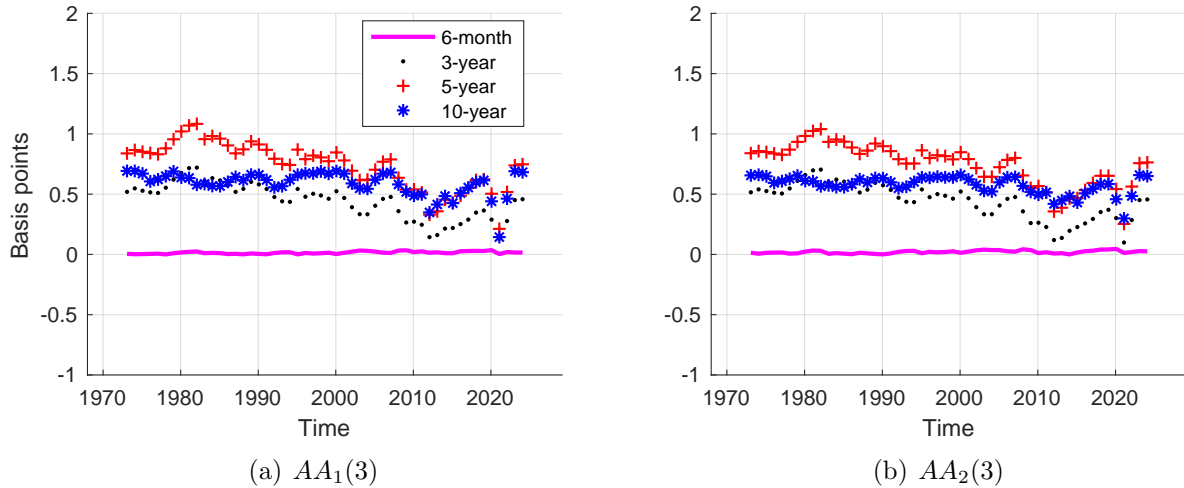 2
1.5
1
0.5
0
-0.5
-1
Basis points
1970 1980 1990 2000 2010 2020
Time
6-month
3-year
5-year
10-year
(a) AA₁(3)
2
1.5
1
0.5
0
-0.5
-1
1970 1980 1990 2000 2010 2020
Time
(b) AA₂(3)